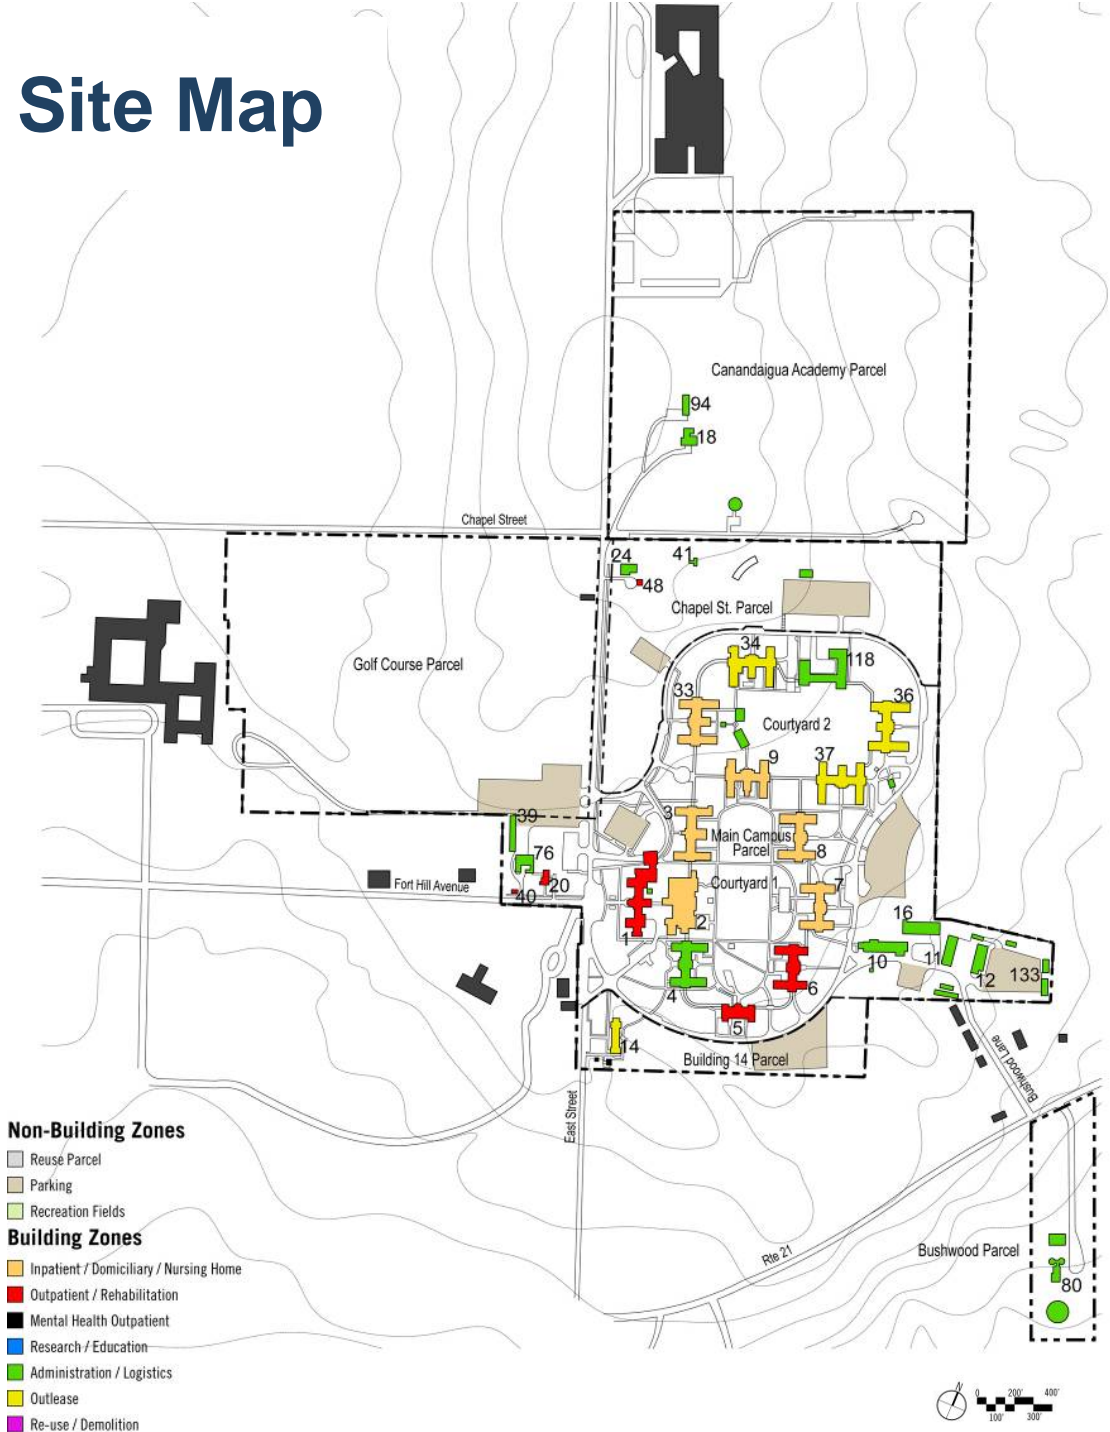 Site Map
Canandaigua Academy Parcel
94
18
Chapel Street
24
41
48
Chapel St. Parcel
34
118
Golf Course Parcel
33
36
Courtyard 2
9
37
39
3
Main Campus
Parcel
8
76
Fort Hill Avenue
20
40
Courtyard 1
7
2
1
16
10
11
12
133
4
6
5
14
Building 14 Parcel
Bushwood Lane
East Street
Non-Building Zones
Reuse Parcel
Parking
Recreation Fields
Building Zones
Inpatient / Domiciliary / Nursing Home
Outpatient / Rehabilitation
Mental Health Outpatient
Research / Education
Administration / Logistics
Outlease
Re-use / Demolition
Rte 21
Bushwood Parcel
80
N
0 200' 400'
100' 300'